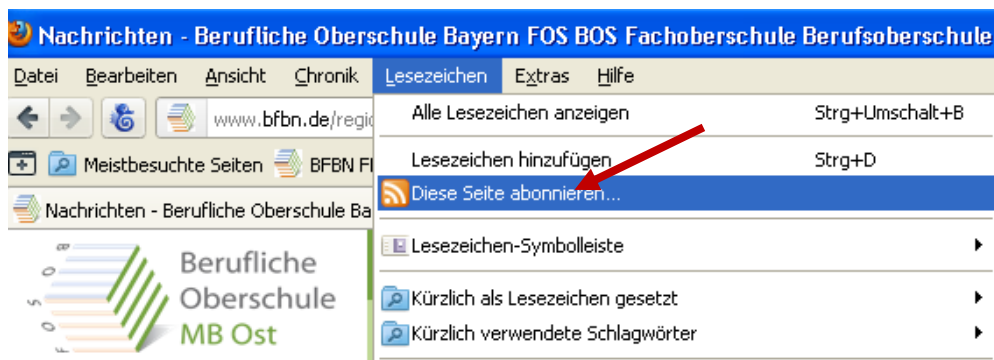 Nachrichten - Berufliche Oberschule Bayern FOS BOS Fachoberschule Berufsoberschule
Datei Bearbeiten Ansicht Chronik Lesezeichen Extras Hilfe
www.bfbn.de/regio
Alle Lesezeichen anzeigen Strg+Umschalt+B
Meistbesuchte Seiten BFBN
Lesezeichen hinzufügen Strg+D
Diese Seite abonnieren...
Nachrichten - Berufliche Oberschule Ba
Lesezeichen-Symbolleiste
Berufliche
Oberschule
MB Ost
FOSBOS
Kürzlich als Lesezeichen gesetzt
Kürzlich verwendete Schlagwörter